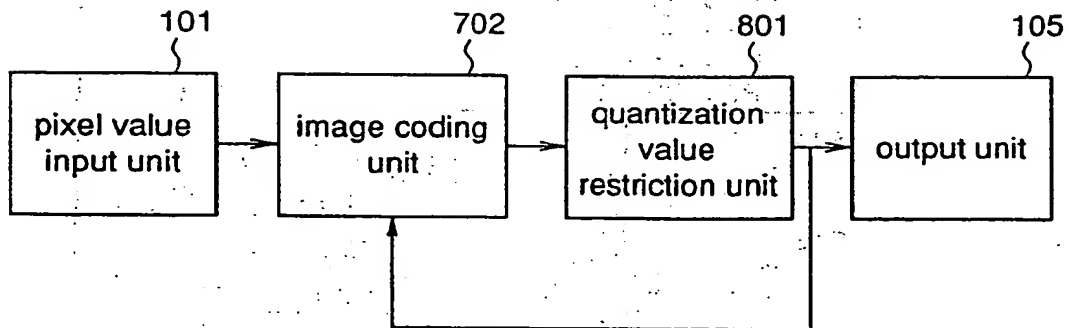 101
702
801
105
pixel value
input unit
image coding
unit
quantization
value
restriction unit
output unit